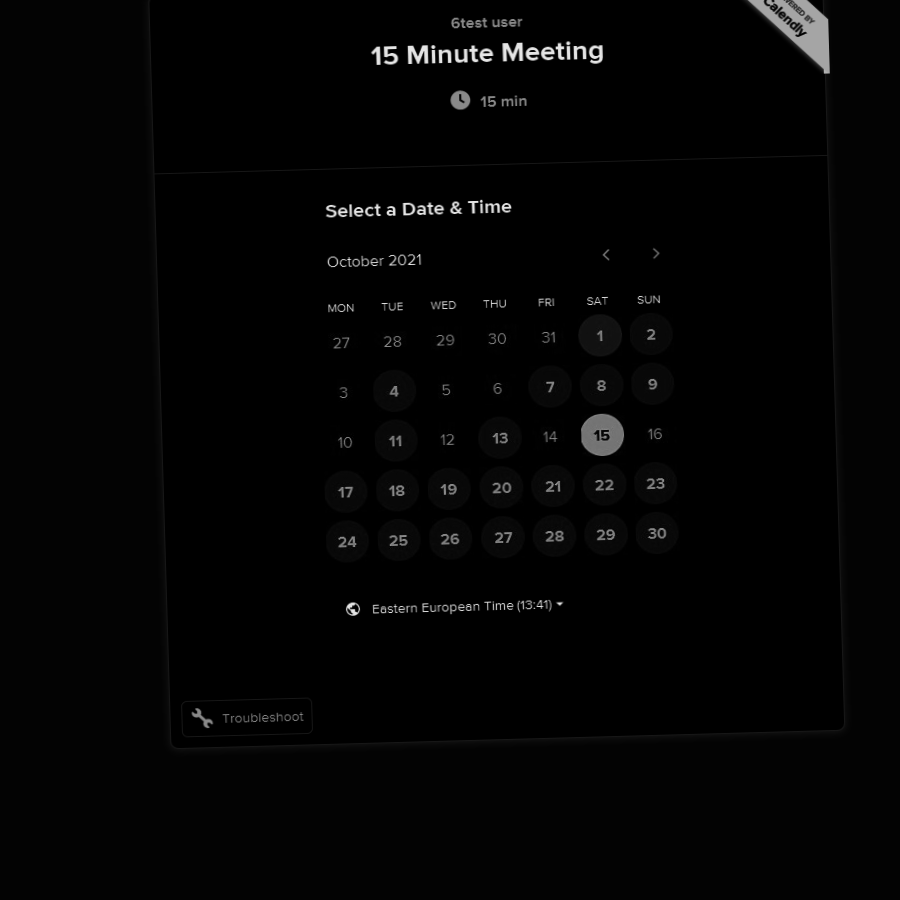 6test user
POWERED BY
Calendly
15 Minute Meeting
15 min
Select a Date & Time
October 2021
MON TUE WED THU FRI SAT SUN
27 28 29 30 31 1 2
3 4 5 6 7 8 9
10 11 12 13 14 15 16
17 18 19 20 21 22 23
24 25 26 27 28 29 30
Eastern European Time (13:41)
Troubleshoot